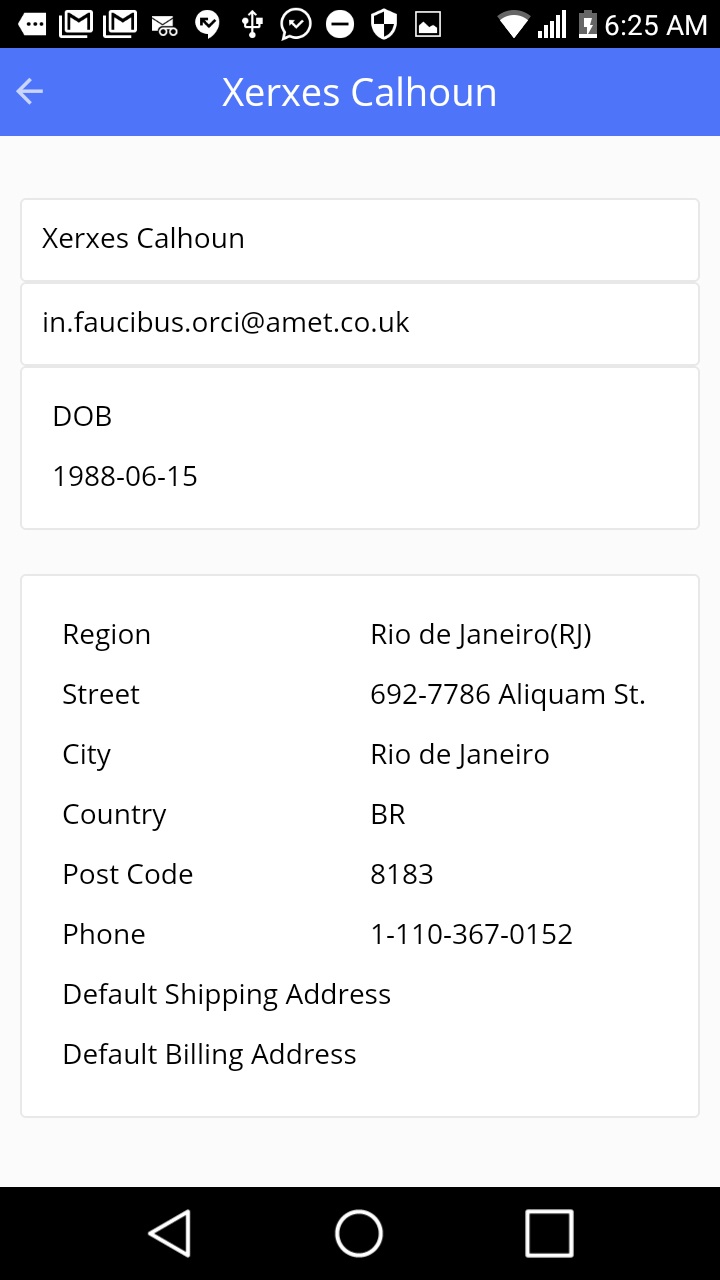 6:25 AM
Xerxes Calhoun
Xerxes Calhoun
in.faucibus.orci@amet.co.uk
DOB
1988-06-15
Region Rio de Janeiro(RJ)
Street 692-7786 Aliquam St.
City Rio de Janeiro
Country BR
Post Code 8183
Phone 1-110-367-0152
Default Shipping Address
Default Billing Address